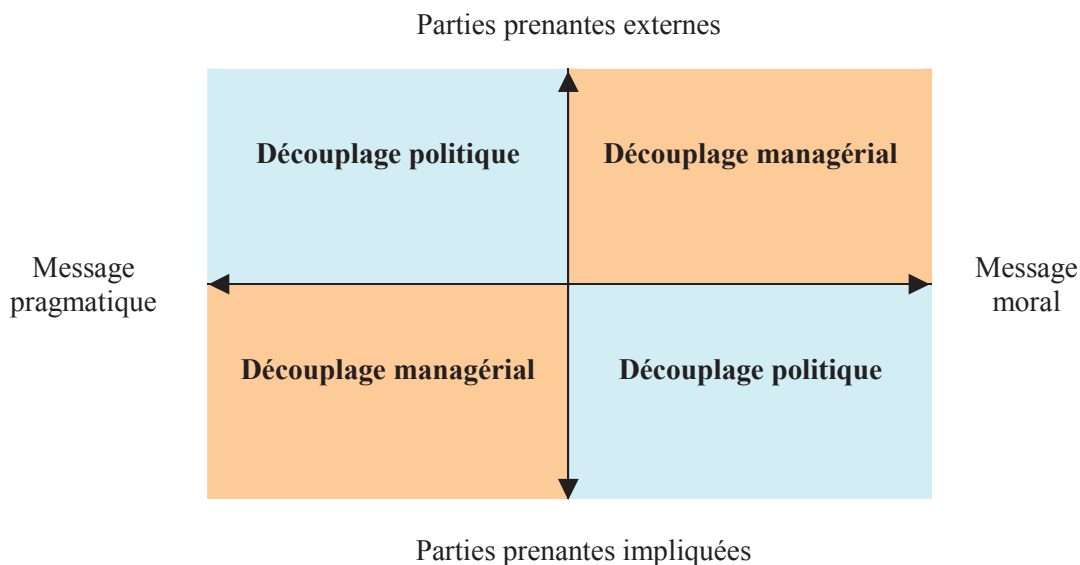 Parties prenantes externes
Découplage politique
Découplage managérial
Message
pragmatique
Message
moral
Découplage managérial
Découplage politique
Parties prenantes impliquées